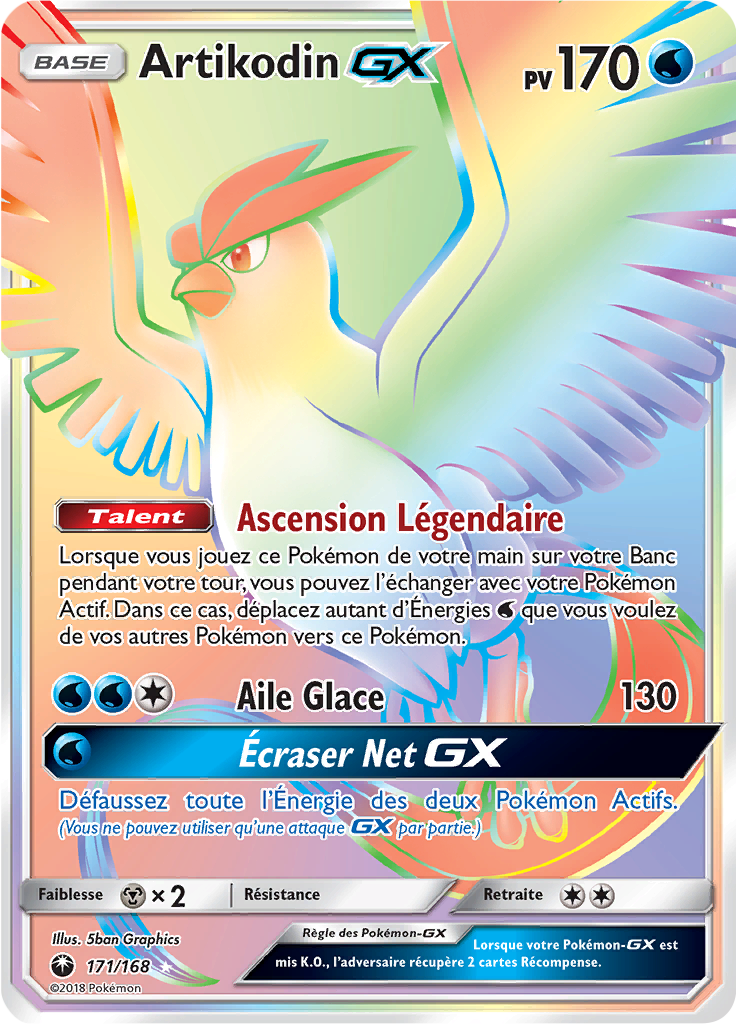 BASE Artikodin GX PV 170
Talent Ascension Légendaire
Lorsque vous jouez ce Pokémon de votre main sur votre Banc
pendant votre tour, vous pouvez l'échanger avec votre Pokémon
Actif. Dans ce cas, déplacez autant d'Énergies que vous voulez
de vos autres Pokémon vers ce Pokémon.
Aile Glace 130
Écraser Net GX
Défaussez toute l'Énergie des deux Pokémon Actifs.
(Vous ne pouvez utiliser qu'une attaque GX par partie.)
Faiblesse ×2 Résistance Retraite
Illus. 5ban Graphics
171/168
©2018 Pokémon
Règle des Pokémon-GX
Lorsque votre Pokémon-GX est
mis K.O., l'adversaire récupère 2 cartes Récompense.